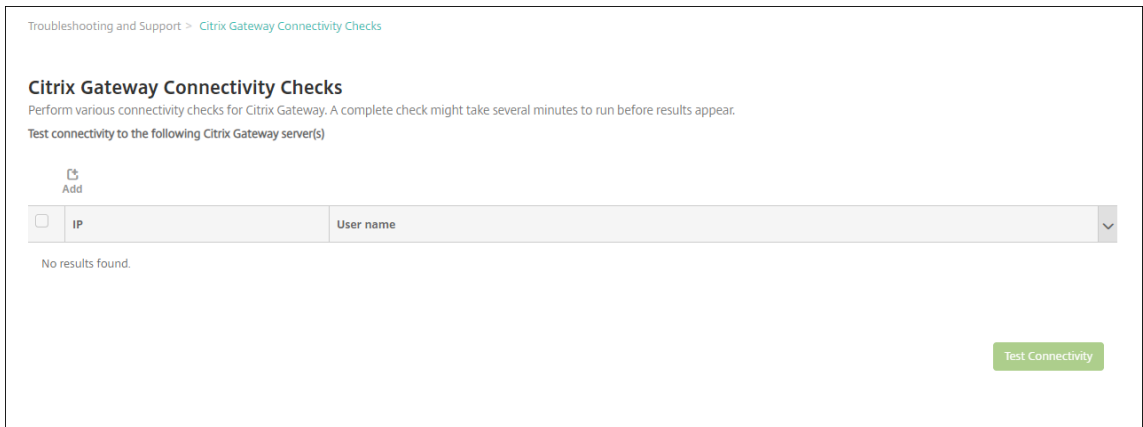 Troubleshooting and Support > Citrix Gateway Connectivity Checks
Citrix Gateway Connectivity Checks
Perform various connectivity checks for Citrix Gateway. A complete check might take several minutes to run before results appear.
Test connectivity to the following Citrix Gateway server(s)
Add
IP User name
No results found.
Test Connectivity